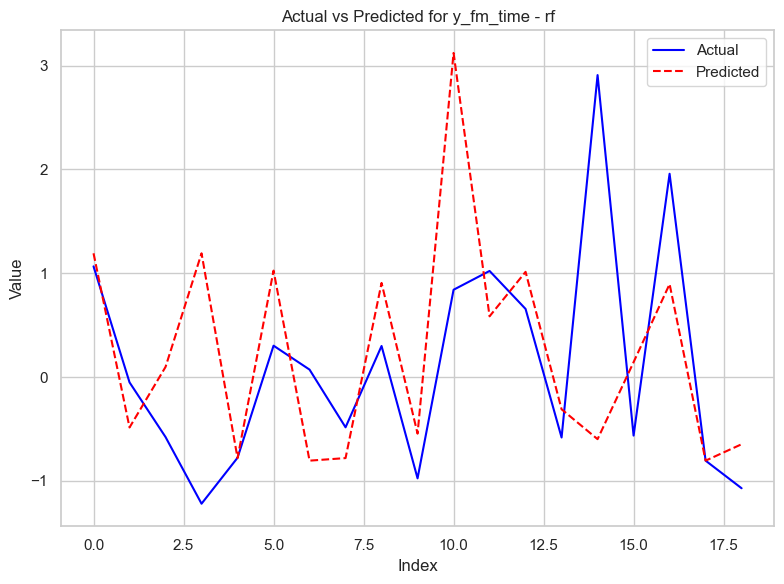 Actual vs Predicted for y_fm_time - rf
Actual
Predicted
Value
3
2
1
0
−1
0.0 2.5 5.0 7.5 10.0 12.5 15.0 17.5
Index